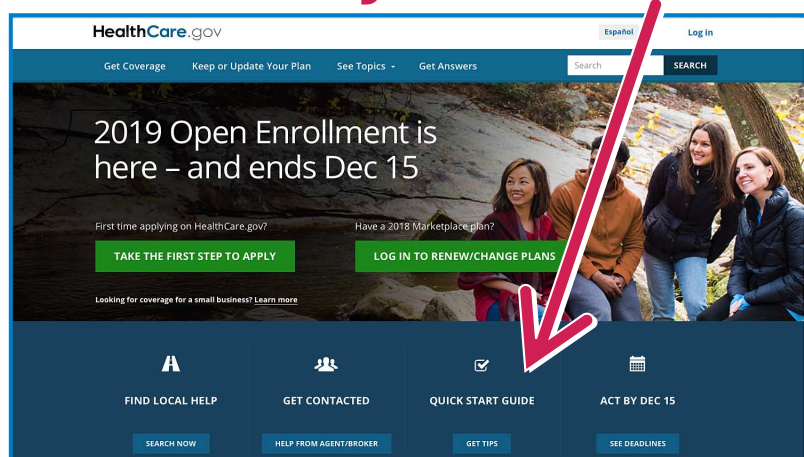 HealthCare.gov
Español
Log in
Get Coverage
Keep or Update Your Plan
See Topics
Get Answers
Search
SEARCH
2019 Open Enrollment is
here – and ends Dec 15
First time applying on HealthCare.gov?
Have a 2018 Marketplace plan?
TAKE THE FIRST STEP TO APPLY
LOG IN TO RENEW/CHANGE PLANS
Looking for coverage for a small business? Learn more
FIND LOCAL HELP
GET CONTACTED
QUICK START GUIDE
ACT BY DEC 15
SEARCH NOW
HELP FROM AGENT/BROKER
GET TIPS
SEE DEADLINES